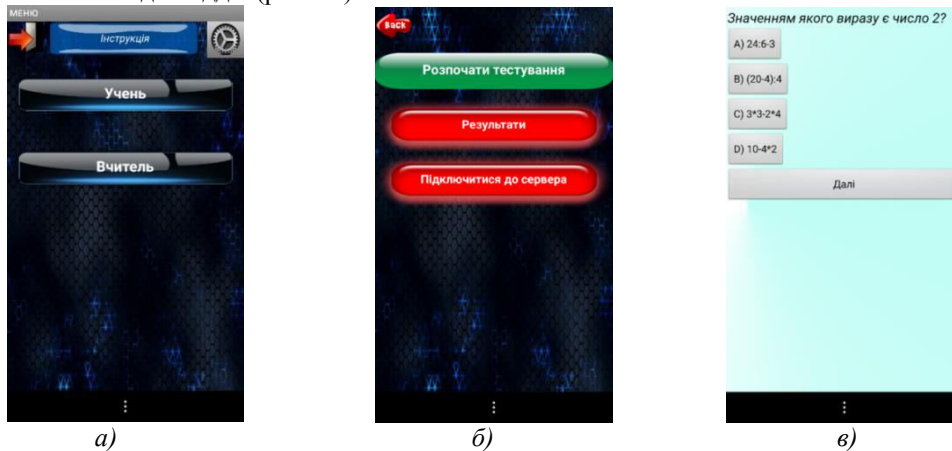 МЕНЮ
Інструкція
Учень
Вчитель
Back
Розпочати тестування
Результати
Підключитися до сервера
Значенням якого виразу є число 2?
A) 24:6-3
B) (20-4):4
C) 3*3-2*4
D) 10-4*2
Далі
а)
б)
в)